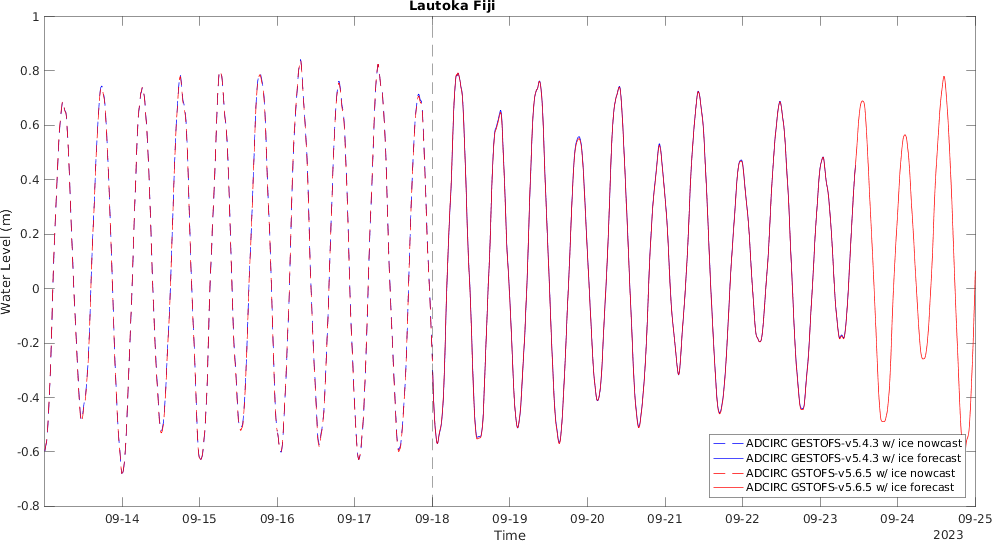 Lautoka Fiji
1
0.8
0.6
0.4
0.2
0
-0.2
-0.4
-0.6
-0.8
Water Level (m)
09-14 09-15 09-16 09-17 09-18 09-19 09-20 09-21 09-22 09-23 09-24 09-25
Time
2023
ADCIRC GESTOFS-v5.4.3 w/ ice nowcast
ADCIRC GESTOFS-v5.4.3 w/ ice forecast
ADCIRC GSTOFS-v5.6.5 w/ ice nowcast
ADCIRC GSTOFS-v5.6.5 w/ ice forecast